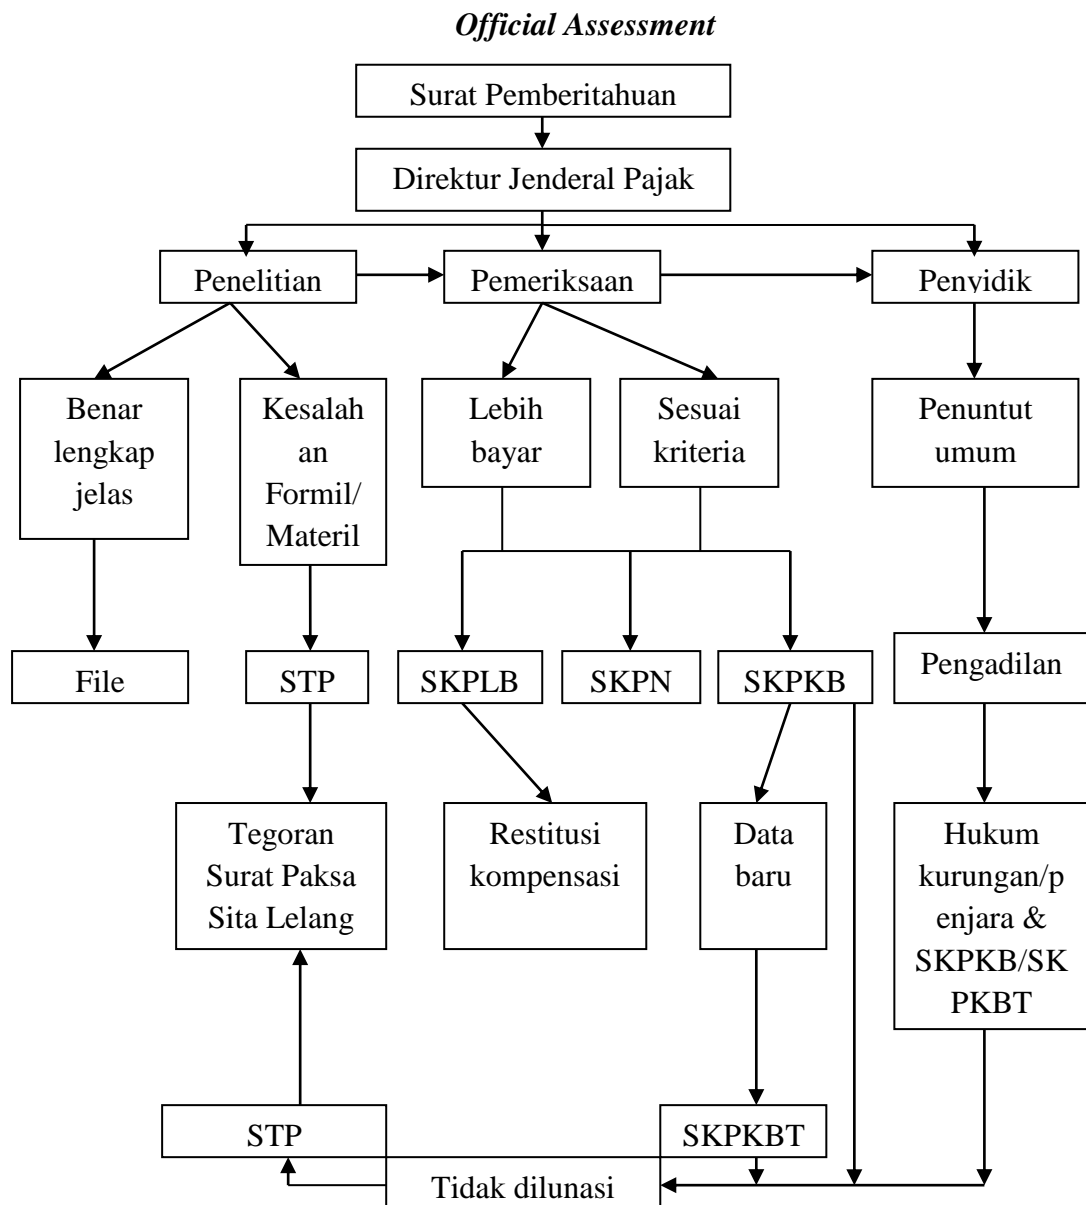 Official Assessment
Surat Pemberitahuan
Direktur Jenderal Pajak
Penelitian
Pemeriksaan
Penyidik
Benar
lengkap
jelas
Kesalah
an
Formil/
Materil
Lebih
bayar
Sesuai
kriteria
Penuntut
umum
File
STP
SKPLB
SKPN
SKPKB
Pengadilan
Tegoran
Surat Paksa
Sita Lelang
Restitusi
kompensasi
Data
baru
Hukum
kurungan/p
enjara &
SKPKB/SK
PKBT
STP
SKPKBT
Tidak dilunasi